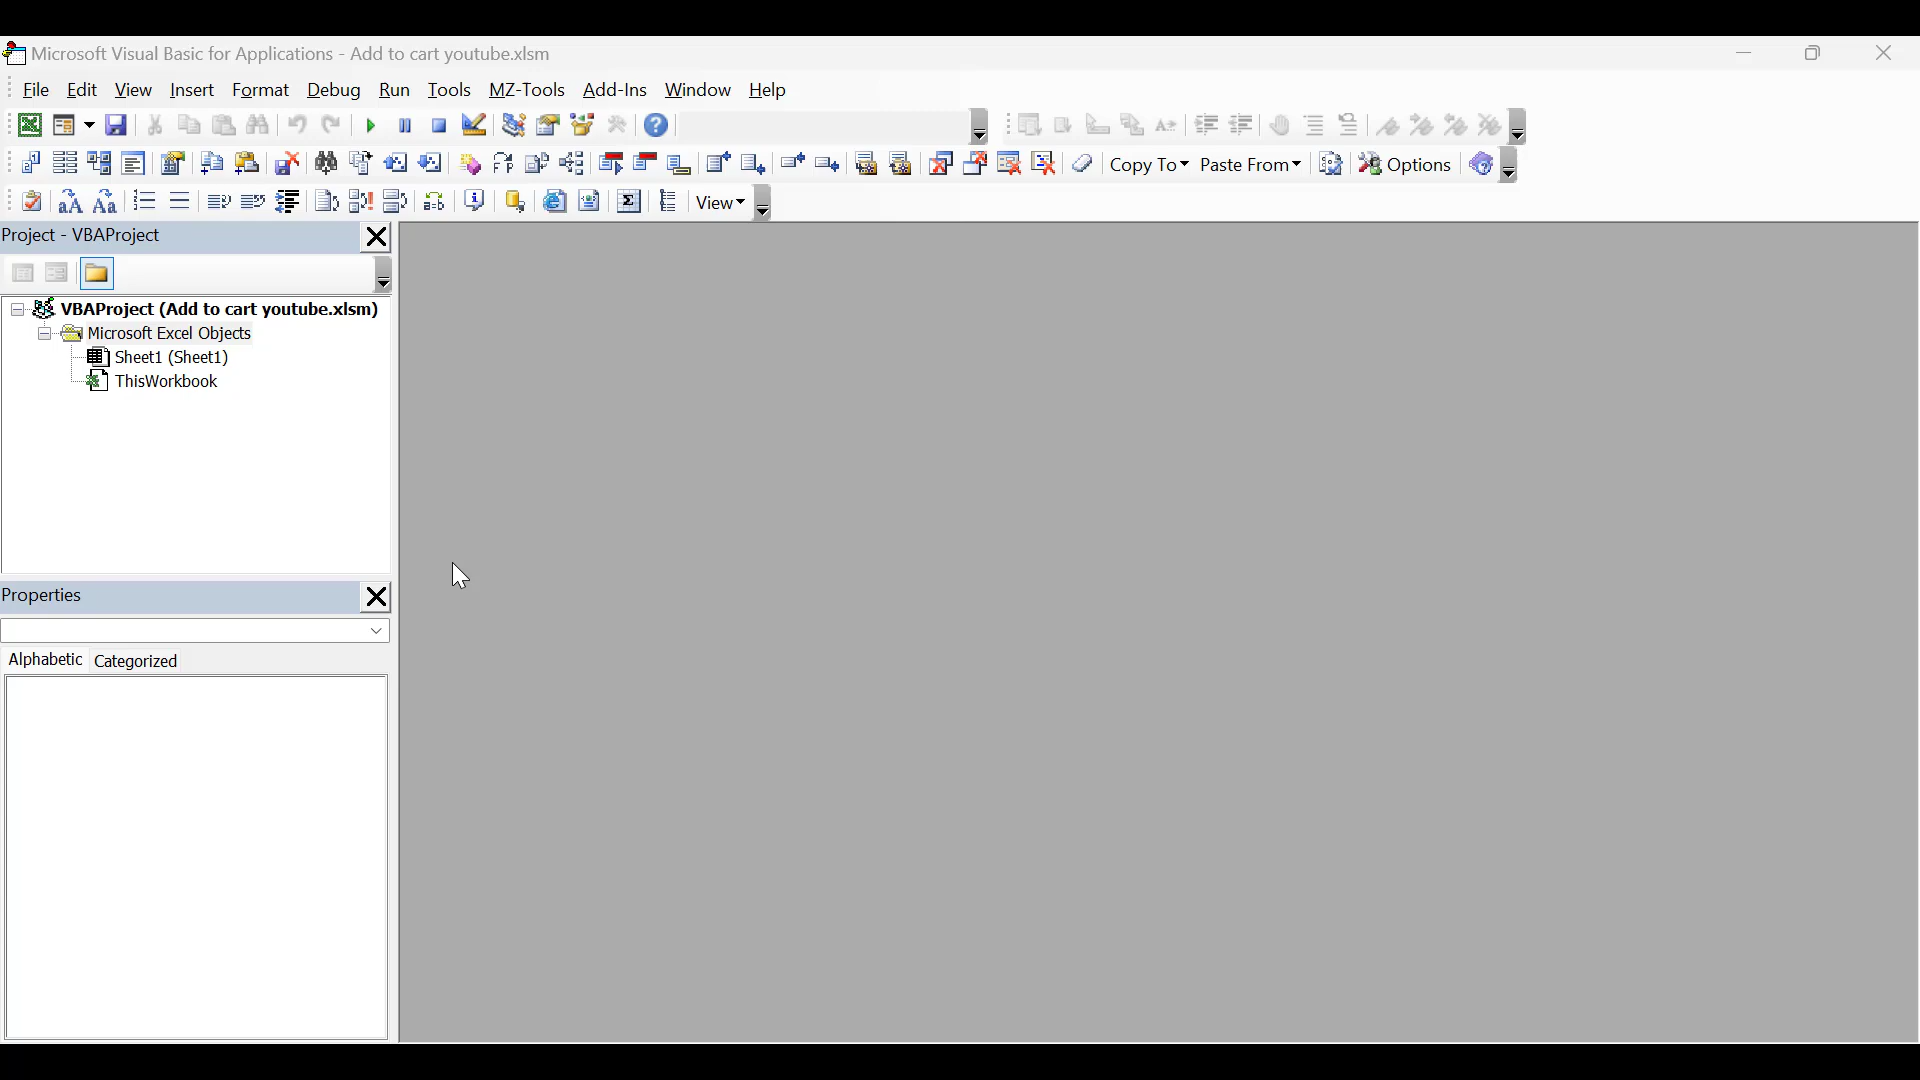 Microsoft Visual Basic for Applications - Add to cart youtube.xlsm
File Edit View Insert Format Debug Run Tools MZ-Tools Add-Ins Window Help
Copy To Paste From Options
View
Project - VBAProject
VBAProject (Add to cart youtube.xlsm)
Microsoft Excel Objects
Sheet1 (Sheet1)
ThisWorkbook
Properties
Alphabetic Categorized